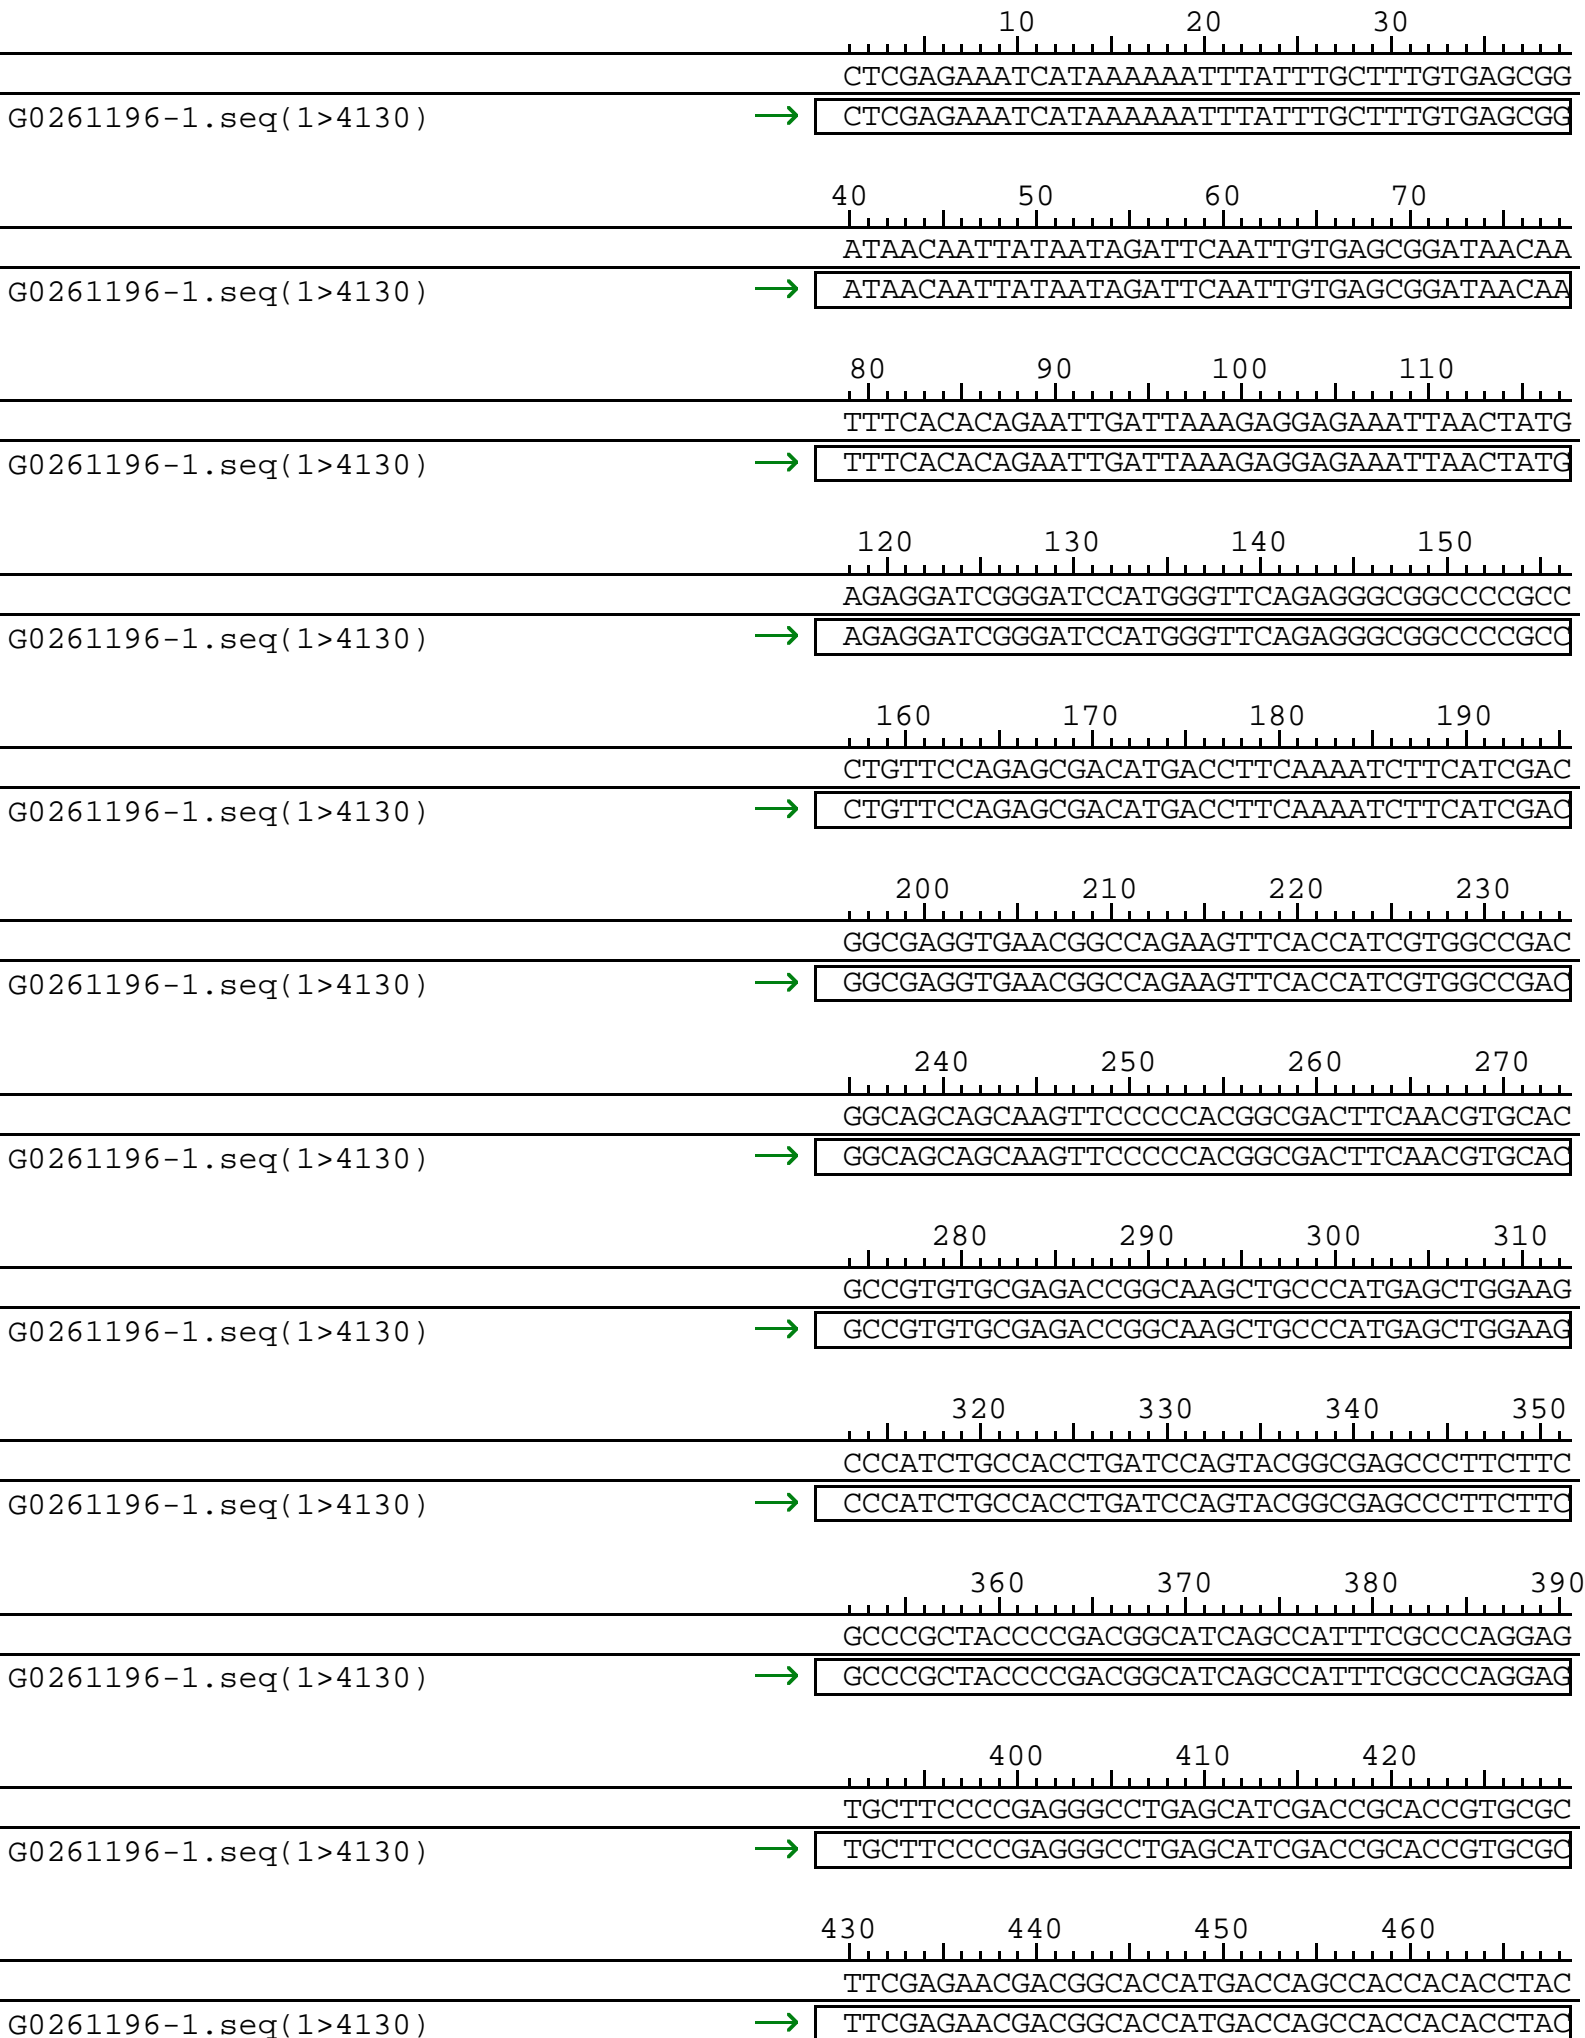 10 20 30
CTCGAGAAATCATAAAAAATTTATTTGCTTTGTGAGCGG
G0261196-1.seq(1>4130) → CTCGAGAAATCATAAAAAATTTATTTGCTTTGTGAGCGG
40 50 60 70
ATAACAATTATAATAGATTCAATTGTGAGCGGATAACAA
G0261196-1.seq(1>4130) → ATAACAATTATAATAGATTCAATTGTGAGCGGATAACAA
80 90 100 110
TTTCACACAGAATTGATTAAAGAGGAGAAATTAACTATG
G0261196-1.seq(1>4130) → TTTCACACAGAATTGATTAAAGAGGAGAAATTAACTATG
120 130 140 150
AGAGGATCGGGATCCATGGGTTCAGAGGGCGGCCCCGCC
G0261196-1.seq(1>4130) → AGAGGATCGGGATCCATGGGTTCAGAGGGCGGCCCCGCC
160 170 180 190
CTGTTCCAGAGCGACATGACCTTCAAAATCTTCATCGAC
G0261196-1.seq(1>4130) → CTGTTCCAGAGCGACATGACCTTCAAAATCTTCATCGAC
200 210 220 230
GGCGAGGTGAACGGCCAGAAGTTCACCATCGTGGCCGAC
G0261196-1.seq(1>4130) → GGCGAGGTGAACGGCCAGAAGTTCACCATCGTGGCCGAC
240 250 260 270
GGCAGCAGCAAGTTCCCCCACGGCGACTTCAACGTGCAC
G0261196-1.seq(1>4130) → GGCAGCAGCAAGTTCCCCCACGGCGACTTCAACGTGCAC
280 290 300 310
GCCGTGTGCGAGACCGGCAAGCTGCCCATGAGCTGGAAG
G0261196-1.seq(1>4130) → GCCGTGTGCGAGACCGGCAAGCTGCCCATGAGCTGGAAG
320 330 340 350
CCCATCTGCCACCTGATCCAGTACGGCGAGCCCTTCTTC
G0261196-1.seq(1>4130) → CCCATCTGCCACCTGATCCAGTACGGCGAGCCCTTCTTC
360 370 380 390
GCCCGCTACCCCGACGGCATCAGCCATTTCGCCCAGGAG
G0261196-1.seq(1>4130) → GCCCGCTACCCCGACGGCATCAGCCATTTCGCCCAGGAG
400 410 420
TGCTTCCCCGAGGGCCTGAGCATCGACCGCACCGTGCGC
G0261196-1.seq(1>4130) → TGCTTCCCCGAGGGCCTGAGCATCGACCGCACCGTGCGC
430 440 450 460
TTCGAGAACGACGGCACCATGACCAGCCACCACACCTAC
G0261196-1.seq(1>4130) → TTCGAGAACGACGGCACCATGACCAGCCACCACACCTAC